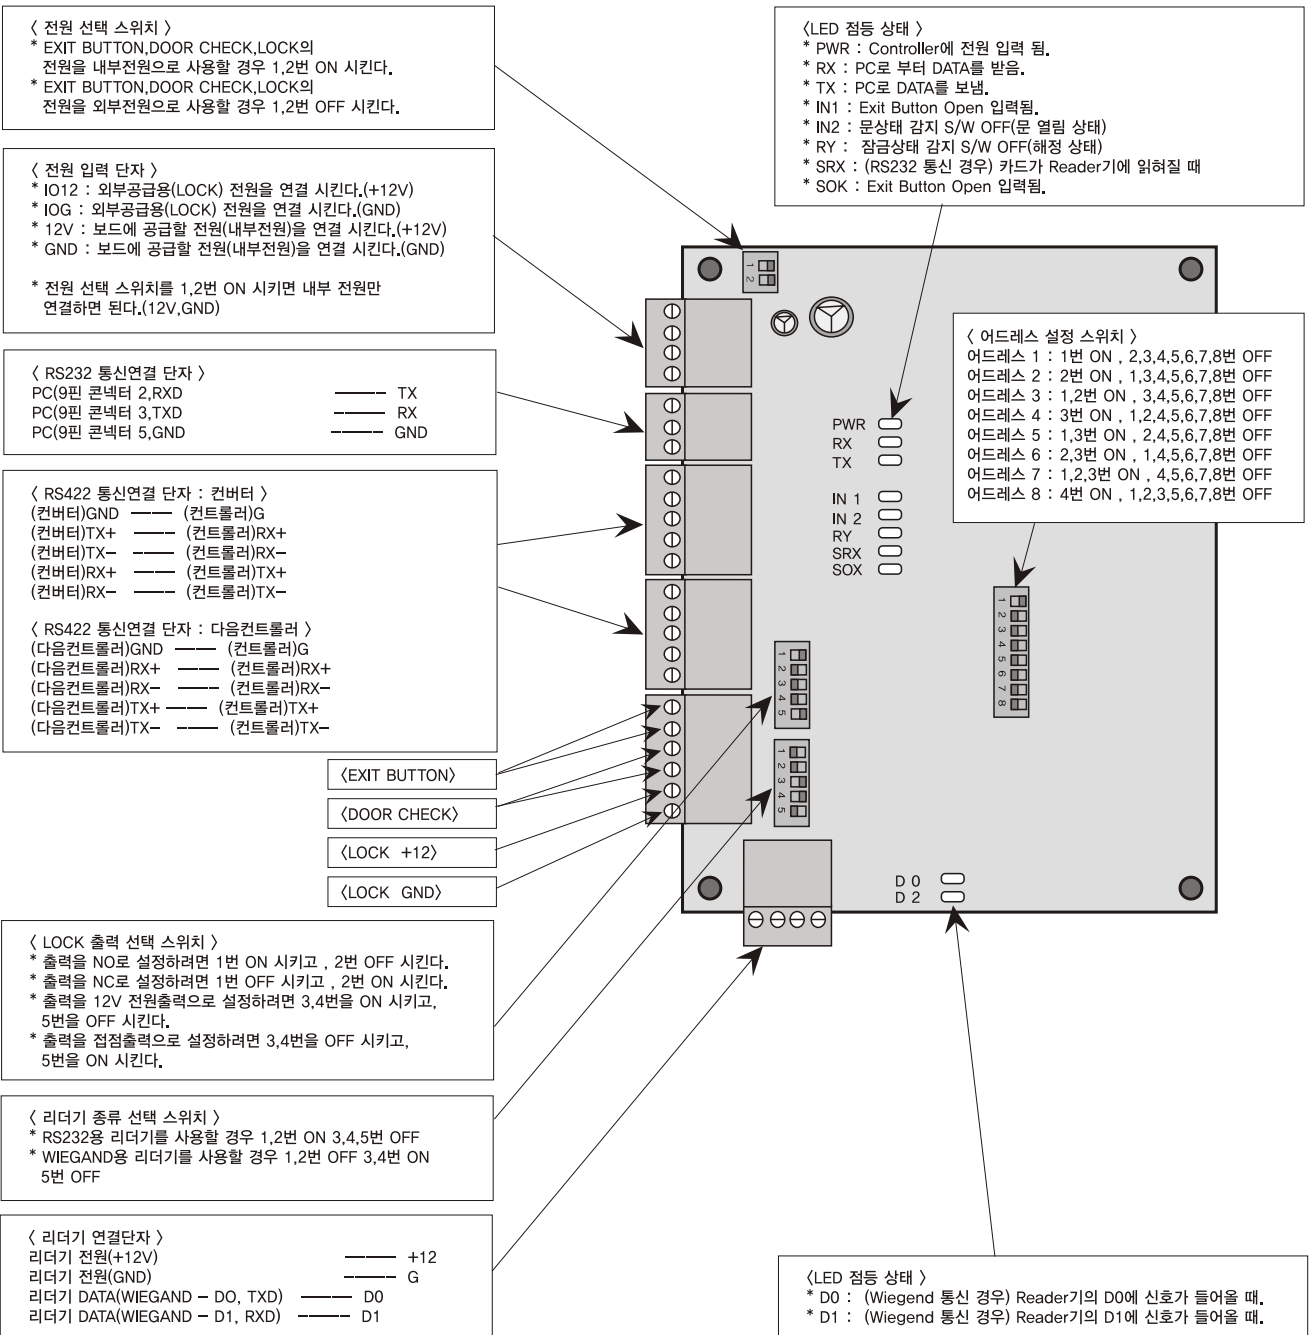 〈 전원 선택 스위치 〉
* EXIT BUTTON,DOOR CHECK,LOCK의
전원을 내부전원으로 사용할 경우 1,2번 ON 시킨다.
* EXIT BUTTON,DOOR CHECK,LOCK의
전원을 외부전원으로 사용할 경우 1,2번 OFF 시킨다.
〈 전원 입력 단자 〉
* IO12 : 외부공급용(LOCK) 전원을 연결 시킨다.(+12V)
* IOG : 외부공급용(LOCK) 전원을 연결 시킨다.(GND)
* 12V : 보드에 공급할 전원(내부전원)을 연결 시킨다.(+12V)
* GND : 보드에 공급할 전원(내부전원)을 연결 시킨다.(GND)
* 전원 선택 스위치를 1,2번 ON 시키면 내부 전원만
연결하면 된다.(12V,GND)
〈 RS232 통신연결 단자 〉
PC(9핀 콘넥터 2,RXD ──── TX
PC(9핀 콘넥터 3,TXD ──── RX
PC(9핀 콘넥터 5,GND ──── GND
〈 RS422 통신연결 단자 : 컨버터 〉
(컨버터)GND ──── (컨트롤러)G
(컨버터)TX+ ──── (컨트롤러)RX+
(컨버터)TX− ──── (컨트롤러)RX−
(컨버터)RX+ ──── (컨트롤러)TX+
(컨버터)RX− ──── (컨트롤러)TX−
〈 RS422 통신연결 단자 : 다음컨트롤러 〉
(다음컨트롤러)GND ──── (컨트롤러)G
(다음컨트롤러)RX+ ──── (컨트롤러)RX+
(다음컨트롤러)RX− ──── (컨트롤러)RX−
(다음컨트롤러)TX+ ──── (컨트롤러)TX+
(다음컨트롤러)TX− ──── (컨트롤러)TX−
〈EXIT BUTTON〉
〈DOOR CHECK〉
〈LOCK +12〉
〈LOCK GND〉
〈 LOCK 출력 선택 스위치 〉
* 출력을 NO로 설정하려면 1번 ON 시키고 , 2번 OFF 시킨다.
* 출력을 NC로 설정하려면 1번 OFF 시키고 , 2번 ON 시킨다.
* 출력을 12V 전원출력으로 설정하려면 3,4번을 ON 시키고,
5번을 OFF 시킨다.
* 출력을 접점출력으로 설정하려면 3,4번을 OFF 시키고,
5번을 ON 시킨다.
〈 리더기 종류 선택 스위치 〉
* RS232용 리더기를 사용할 경우 1,2번 ON 3,4,5번 OFF
* WIEGAND용 리더기를 사용할 경우 1,2번 OFF 3,4번 ON
5번 OFF
〈 리더기 연결단자 〉
리더기 전원(+12V) ──── +12
리더기 전원(GND) ──── G
리더기 DATA(WIEGAND − DO, TXD) ──── D0
리더기 DATA(WIEGAND − D1, RXD) ──── D1
〈LED 점등 상태 〉
* PWR : Controller에 전원 입력 됨.
* RX : PC로 부터 DATA를 받음.
* TX : PC로 DATA를 보냄.
* IN1 : Exit Button Open 입력됨.
* IN2 : 문상태 감지 S/W OFF(문 열림 상태)
* RY : 잠금상태 감지 S/W OFF(해정 상태)
* SRX : (RS232 통신 경우) 카드가 Reader기에 읽혀질 때
* SOK : Exit Button Open 입력됨.
〈 어드레스 설정 스위치 〉
어드레스 1 : 1번 ON , 2,3,4,5,6,7,8번 OFF
어드레스 2 : 2번 ON , 1,3,4,5,6,7,8번 OFF
어드레스 3 : 1,2번 ON , 3,4,5,6,7,8번 OFF
어드레스 4 : 3번 ON , 1,2,4,5,6,7,8번 OFF
어드레스 5 : 1,3번 ON , 2,4,5,6,7,8번 OFF
어드레스 6 : 2,3번 ON , 1,4,5,6,7,8번 OFF
어드레스 7 : 1,2,3번 ON , 4,5,6,7,8번 OFF
어드레스 8 : 4번 ON , 1,2,3,5,6,7,8번 OFF
1
2
PWR
RX
TX
IN 1
IN 2
RY
SRX
SOX
1
2
3
4
5
6
7
8
1
2
3
4
5
1
2
3
4
5
D 0
D 2
〈LED 점등 상태 〉
* D0 : (Wiegend 통신 경우) Reader기의 D0에 신호가 들어올 때.
* D1 : (Wiegend 통신 경우) Reader기의 D1에 신호가 들어올 때.